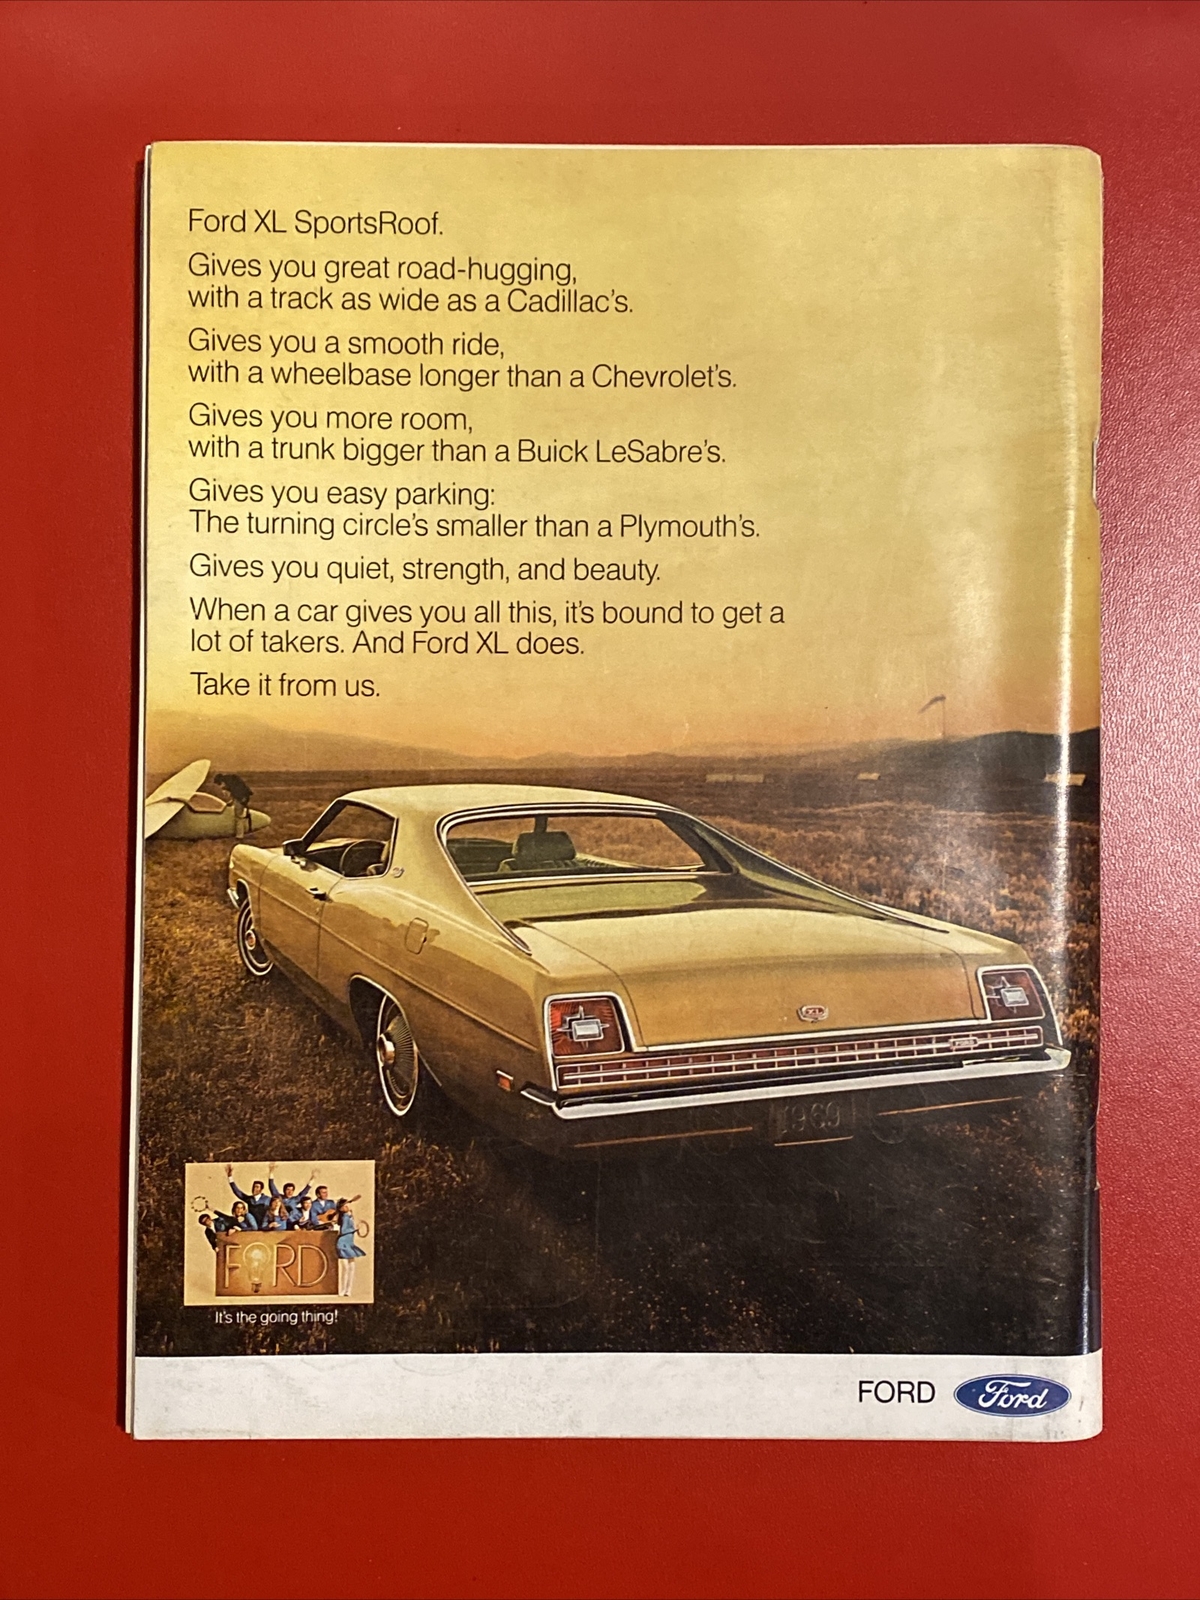 Ford XL SportsRoof.
Gives you great road-hugging,
with a track as wide as a Cadillac's.
Gives you a smooth ride,
with a wheelbase longer than a Chevrolet's.
Gives you more room,
with a trunk bigger than a Buick LeSabre's.
Gives you easy parking:
The turning circle's smaller than a Plymouth's.
Gives you quiet, strength, and beauty.
When a car gives you all this, it's bound to get a
lot of takers. And Ford XL does.
Take it from us.
XL
1969
FORD
It's the going thing!
FORD Ford